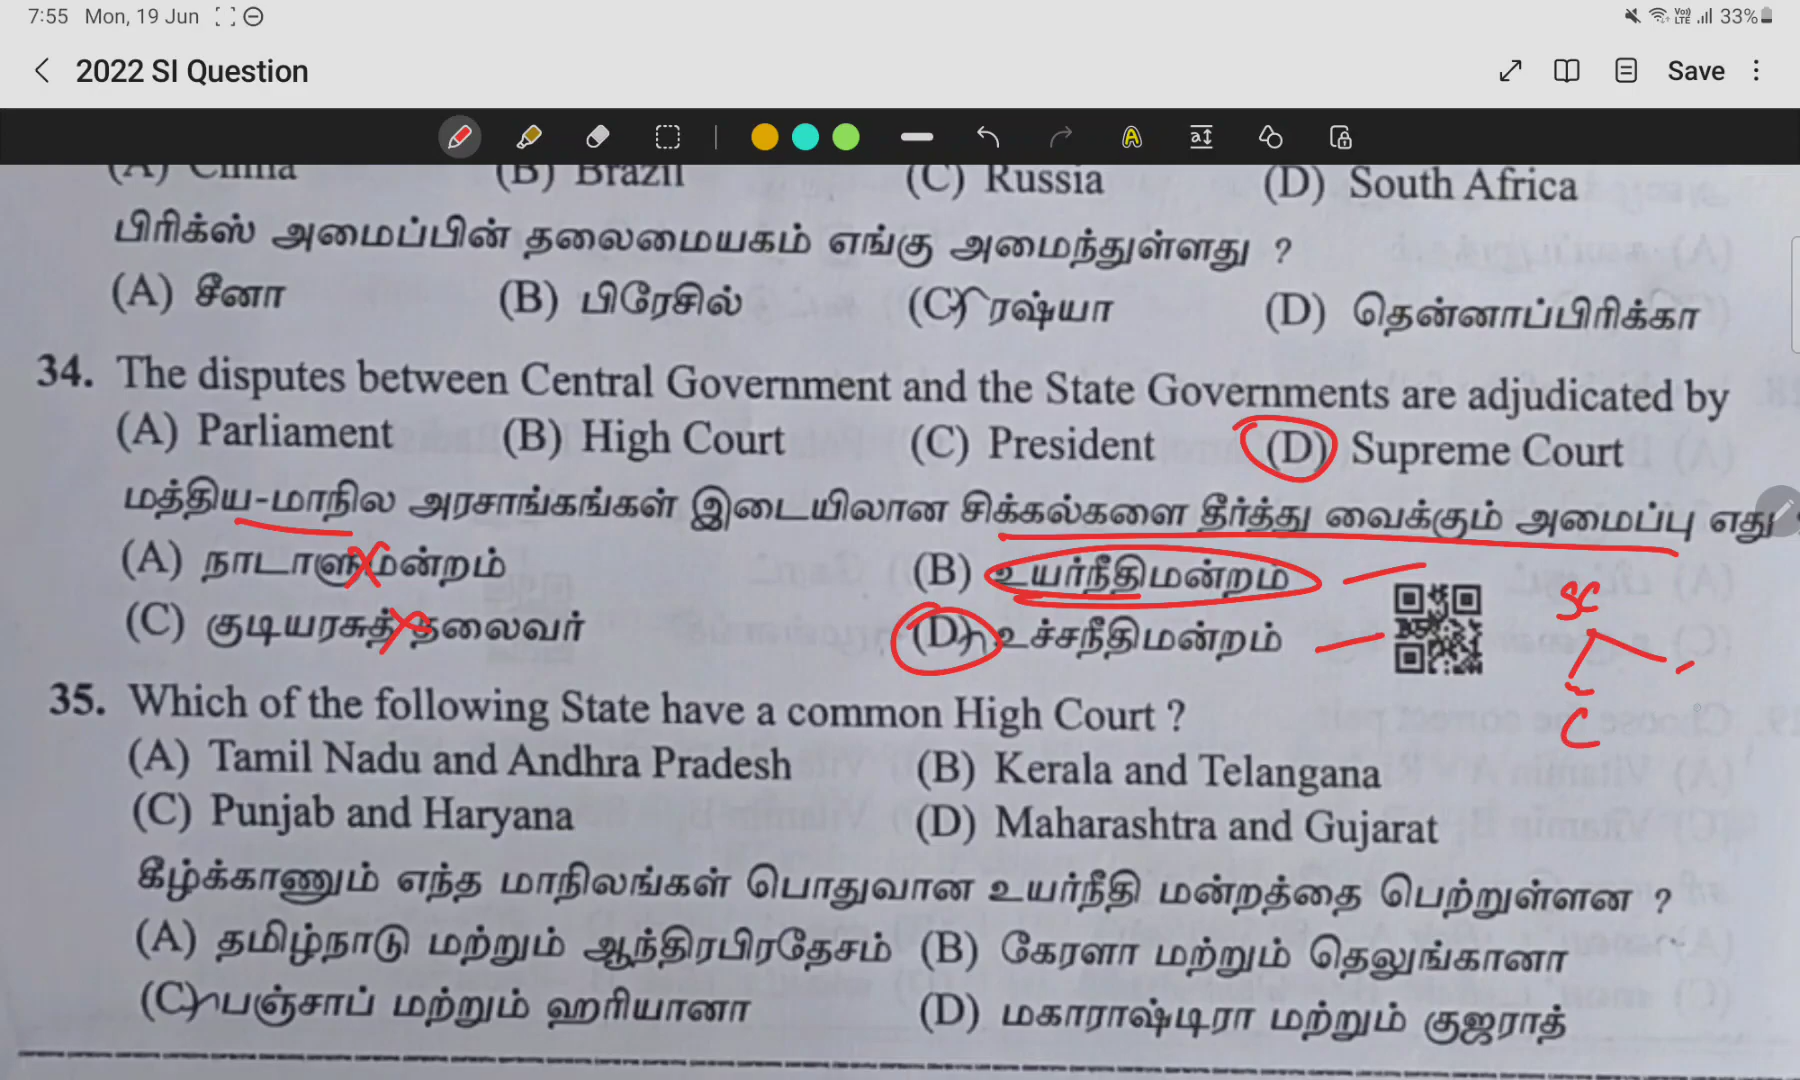 7:55 Mon, 19 Jun 33%
2022 SI Question Save
(A) China (B) Brazil (C) Russia (D) South Africa
பிரிக்ஸ் அமைப்பின் தலைமையகம் எங்கு அமைந்துள்ளது ?
(A) சீனா (B) பிரேசில் (C) ரஷ்யா (D) தென்னாப்பிரிக்கா
34. The disputes between Central Government and the State Governments are adjudicated by
(A) Parliament (B) High Court (C) President (D) Supreme Court
மத்திய-மாநில அரசாங்கங்கள் இடையிலான சிக்கல்களை தீர்த்து வைக்கும் அமைப்பு எது ?
(A) நாடாளுமன்றம் (B) உயர்நீதிமன்றம்
(C) குடியரசுத் தலைவர் (D) உச்சநீதிமன்றம்
SC
C
35. Which of the following State have a common High Court ?
(A) Tamil Nadu and Andhra Pradesh (B) Kerala and Telangana
(C) Punjab and Haryana (D) Maharashtra and Gujarat
கீழ்க்காணும் எந்த மாநிலங்கள் பொதுவான உயர்நீதி மன்றத்தை பெற்றுள்ளன ?
(A) தமிழ்நாடு மற்றும் ஆந்திரபிரதேசம் (B) கேரளா மற்றும் தெலுங்கானா
(C) பஞ்சாப் மற்றும் ஹரியானா (D) மகாராஷ்டிரா மற்றும் குஜராத்